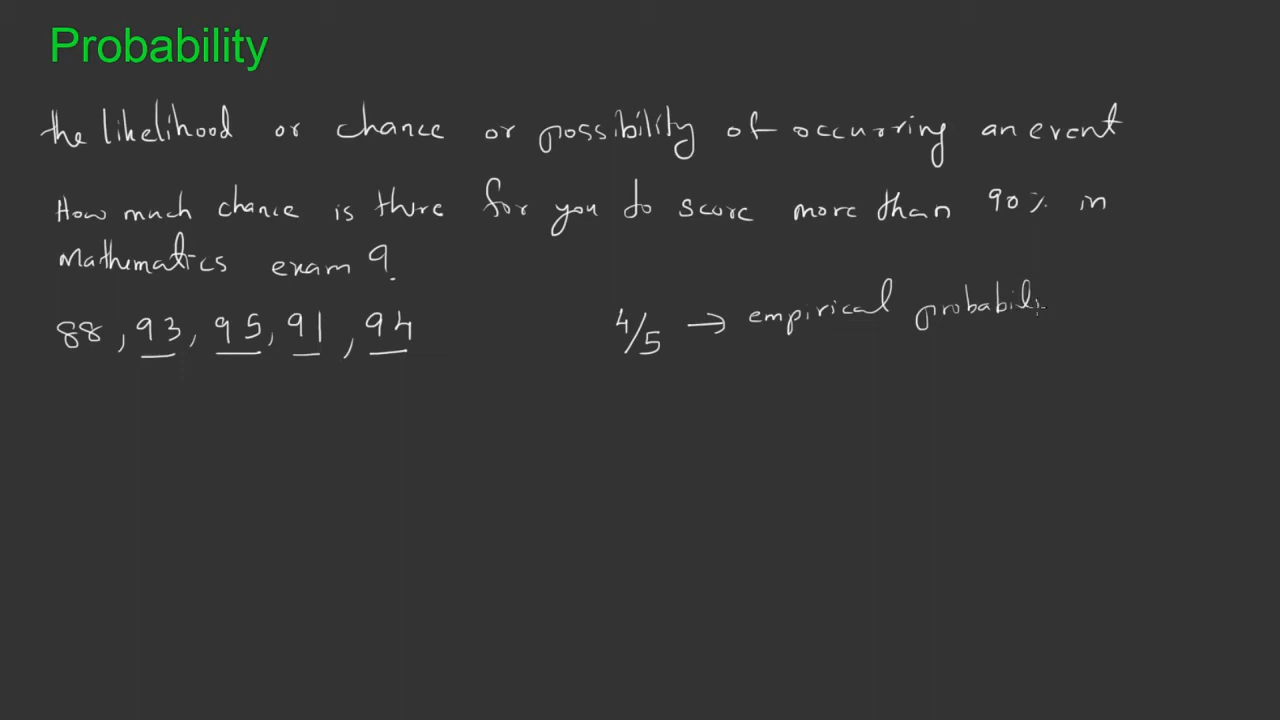 Probability
the likelihood or chance or possibility of occurring an event
How much chance is there for you to score more than 90% in
Mathematics exam ?
88, 93, 95, 91, 94
4/5 → empirical probabili